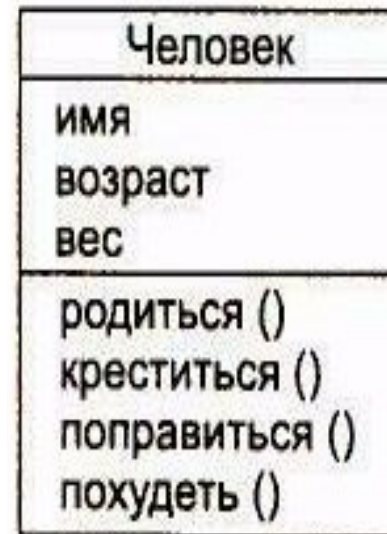 Человек
имя
возраст
вес
родиться ()
креститься ()
поправиться ()
похудеть ()